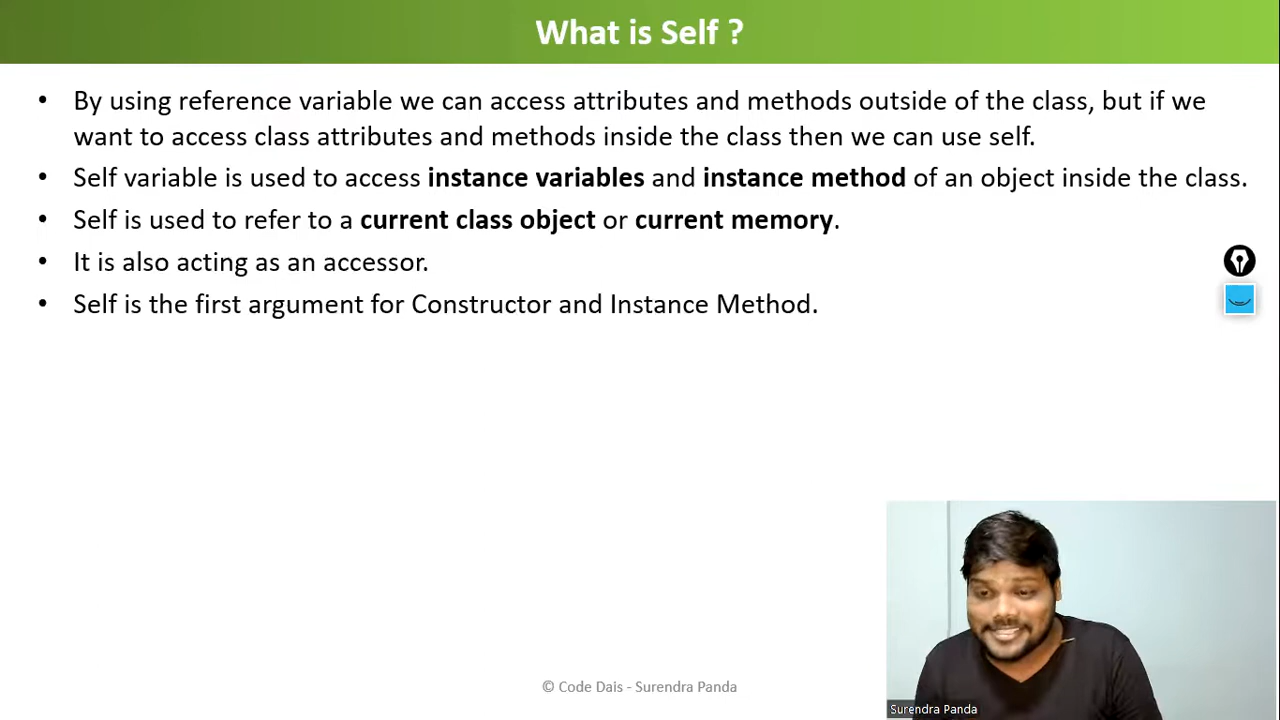 What is Self ?
• By using reference variable we can access attributes and methods outside of the class, but if we
want to access class attributes and methods inside the class then we can use self.
• Self variable is used to access instance variables and instance method of an object inside the class.
• Self is used to refer to a current class object or current memory.
• It is also acting as an accessor.
• Self is the first argument for Constructor and Instance Method.
© Code Dais - Surendra Panda
Surendra Panda